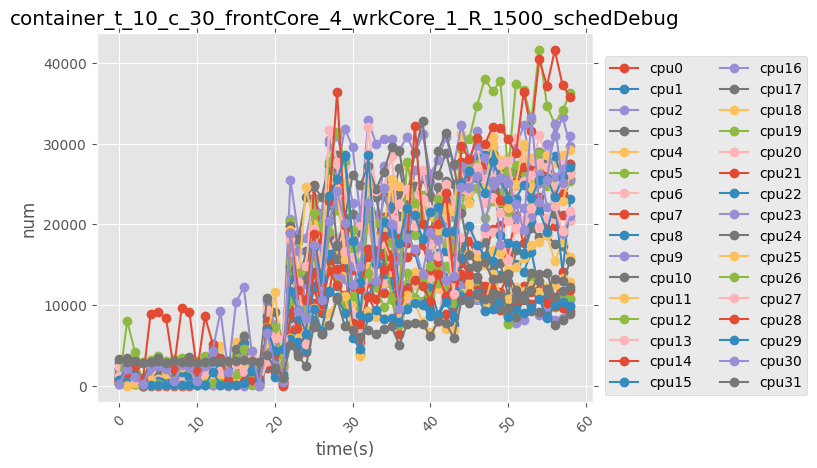 container_t_10_c_30_frontCore_4_wrkCore_1_R_1500_schedDebug
num
40000
30000
20000
10000
0
0
10
20
30
40
50
60
time(s)
cpu0
cpu1
cpu2
cpu3
cpu4
cpu5
cpu6
cpu7
cpu8
cpu9
cpu10
cpu11
cpu12
cpu13
cpu14
cpu15
cpu16
cpu17
cpu18
cpu19
cpu20
cpu21
cpu22
cpu23
cpu24
cpu25
cpu26
cpu27
cpu28
cpu29
cpu30
cpu31